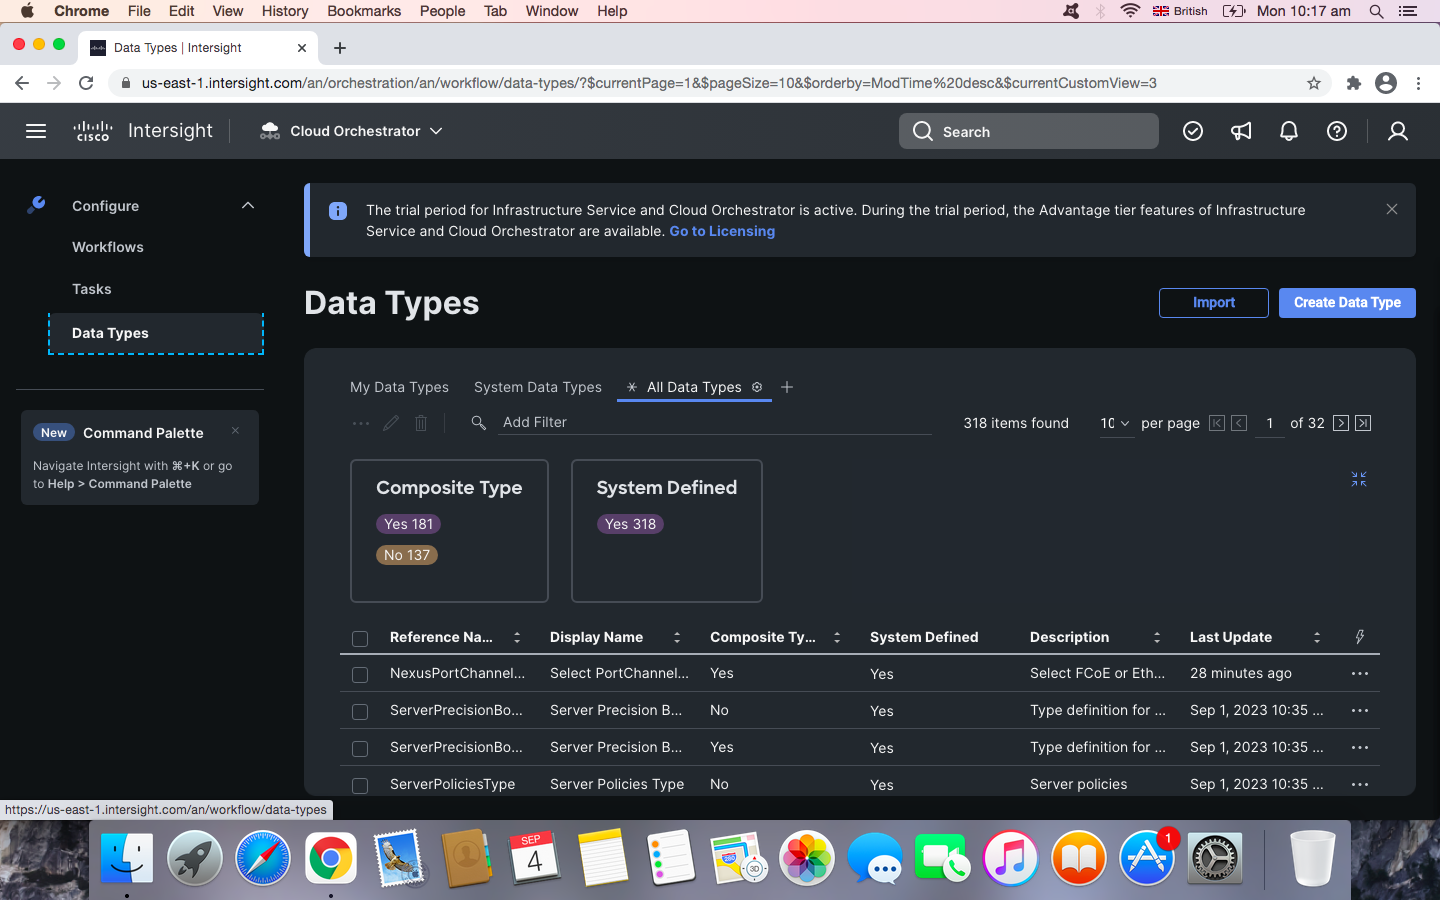 Chrome File Edit View History Bookmarks People Tab Window Help British Mon 10:17 am
Data Types | Intersight
us-east-1.intersight.com/an/orchestration/an/workflow/data-types/?$currentPage=1&$pageSize=10&$orderby=ModTime%20desc&$currentCustomView=3
CISCO Intersight Cloud Orchestrator Search
Configure
Workflows
Tasks
Data Types
New Command Palette
Navigate Intersight with ⌘+K or go
to Help > Command Palette
The trial period for Infrastructure Service and Cloud Orchestrator is active. During the trial period, the Advantage tier features of Infrastructure
Service and Cloud Orchestrator are available. Go to Licensing
Data Types Import Create Data Type
My Data Types System Data Types All Data Types
Add Filter 318 items found 10 per page 1 of 32
Composite Type
Yes 181
No 137
System Defined
Yes 318
Reference Na... Display Name Composite Ty... System Defined Description Last Update
NexusPortChannel... Select PortChannel... Yes Yes Select FCoE or Eth... 28 minutes ago
ServerPrecisionBo... Server Precision B... No Yes Type definition for ... Sep 1, 2023 10:35 ...
ServerPrecisionBo... Server Precision B... Yes Yes Type definition for ... Sep 1, 2023 10:35 ...
ServerPoliciesType Server Policies Type No Yes Server policies Sep 1, 2023 10:35 ...
https://us-east-1.intersight.com/an/workflow/data-types
SEP
4
280
3D
1